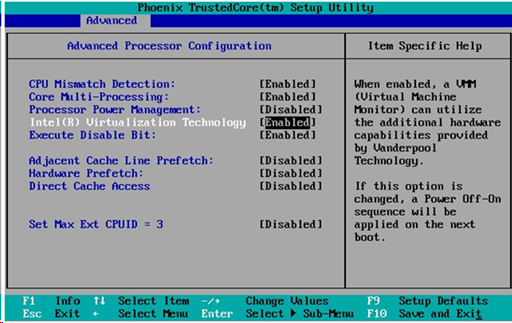 Phoenix TrustedCore(tm) Setup Utility
Advanced
Advanced Processor Configuration
Item Specific Help
CPU Mismatch Detection: [Enabled]
Core Multi-Processing: [Enabled]
Processor Power Management: [Disabled]
Intel(R) Virtualization Technology [Enabled]
Execute Disable Bit: [Enabled]
Adjacent Cache Line Prefetch: [Disabled]
Hardware Prefetch: [Disabled]
Direct Cache Access [Disabled]
Set Max Ext CPUID = 3 [Disabled]
When enabled, a VMM
(Virtual Machine
Monitor) can utilize
the additional hardware
capabilities provided
by Vanderpool
Technology.
If this option is
changed, a Power Off-On
sequence will be
applied on the next
boot.
F1 Info ↑↓ Select Item -/+ Change Values F9 Setup Defaults
Esc Exit ← Select Menu Enter Select ▶ Sub-Menu F10 Save and Exit